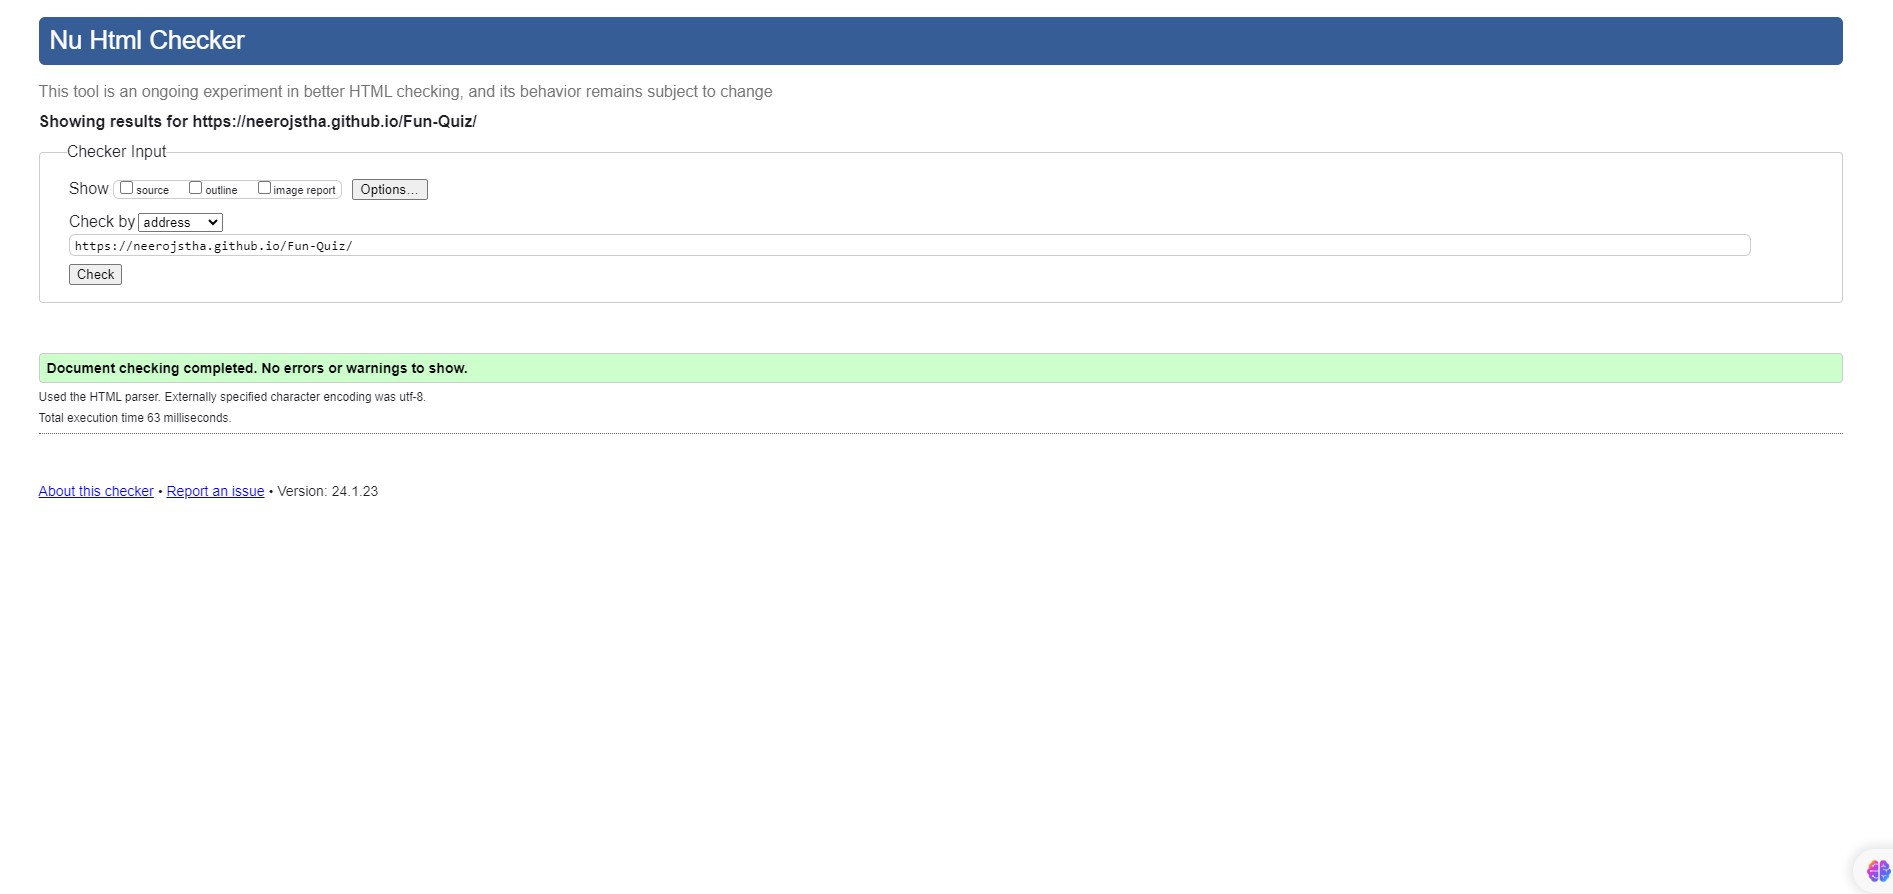 Nu Html Checker
This tool is an ongoing experiment in better HTML checking, and its behavior remains subject to change
Showing results for https://neerojstha.github.io/Fun-Quiz/
Checker Input
Show source outline image report Options...
Check by address
https://neerojstha.github.io/Fun-Quiz/
Check
Document checking completed. No errors or warnings to show.
Used the HTML parser. Externally specified character encoding was utf-8.
Total execution time 63 milliseconds.
About this checker • Report an issue • Version: 24.1.23